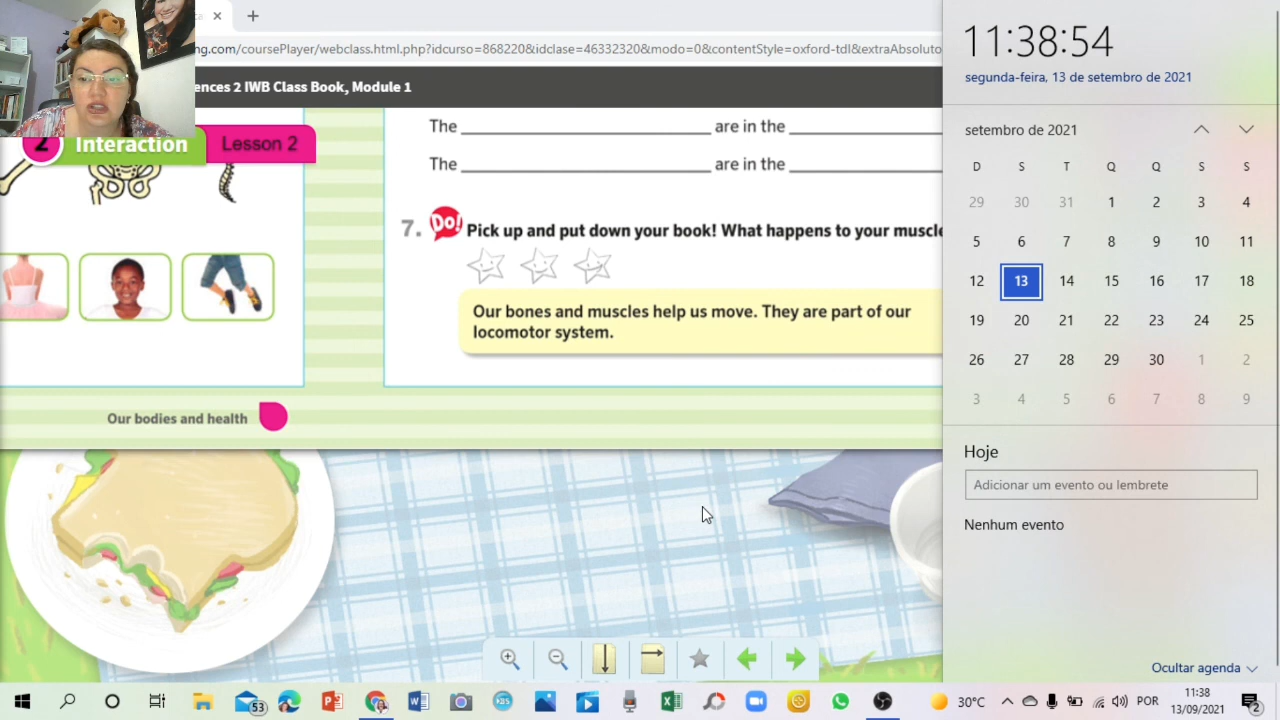 ng.com/coursePlayer/webclass.html.php?idcurso=868220&idclase=46332320&modo=0&contentStyle=oxford-tdl&extraAbsoluto
ences 2 IWB Class Book, Module 1
2 Interaction Lesson 2
The ____ are in the ____
The ____ are in the ____
7. Do! Pick up and put down your book! What happens to your muscle
Our bones and muscles help us move. They are part of our
locomotor system.
Our bodies and health
11:38:54
segunda-feira, 13 de setembro de 2021
setembro de 2021
D S T Q Q S S
29 30 31 1 2 3 4
5 6 7 8 9 10 11
12 13 14 15 16 17 18
19 20 21 22 23 24 25
26 27 28 29 30 1 2
3 4 5 6 7 8 9
Hoje
Adicionar um evento ou lembrete
Nenhum evento
Ocultar agenda
53 30°C POR 11:38
13/09/2021 2